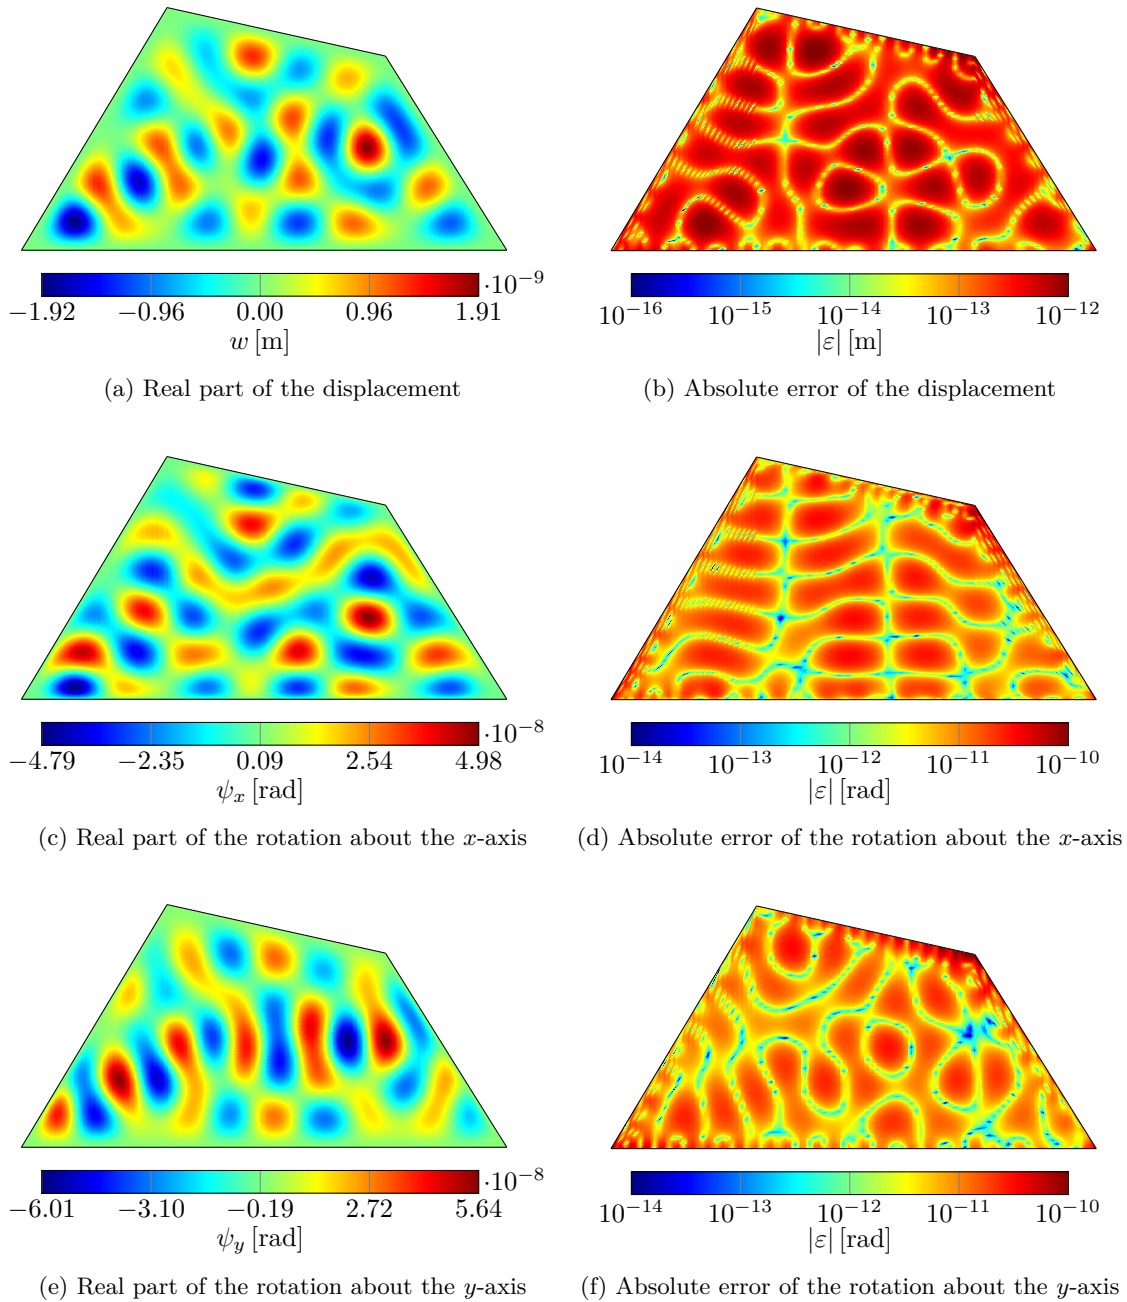 −1.92 −0.96 0.00 0.96 1.91 ·10⁻⁹
w [m]
(a) Real part of the displacement
10⁻¹⁶ 10⁻¹⁵ 10⁻¹⁴ 10⁻¹³ 10⁻¹²
|ε| [m]
(b) Absolute error of the displacement
−4.79 −2.35 0.09 2.54 4.98 ·10⁻⁸
ψₓ [rad]
(c) Real part of the rotation about the x-axis
10⁻¹⁴ 10⁻¹³ 10⁻¹² 10⁻¹¹ 10⁻¹⁰
|ε| [rad]
(d) Absolute error of the rotation about the x-axis
−6.01 −3.10 −0.19 2.72 5.64 ·10⁻⁸
ψ_y [rad]
(e) Real part of the rotation about the y-axis
10⁻¹⁴ 10⁻¹³ 10⁻¹² 10⁻¹¹ 10⁻¹⁰
|ε| [rad]
(f) Absolute error of the rotation about the y-axis